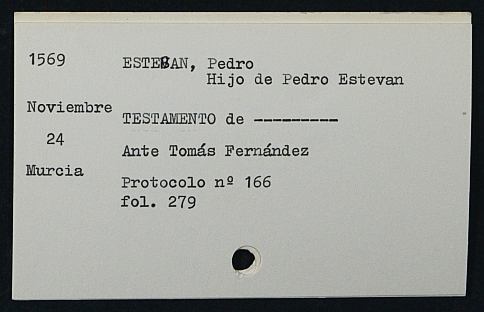 1569
ESTEBAN, Pedro
Hijo de Pedro Estevan
Noviembre
TESTAMENTO de ---------
24
Ante Tomás Fernández
Murcia
Protocolo nº 166
fol. 279